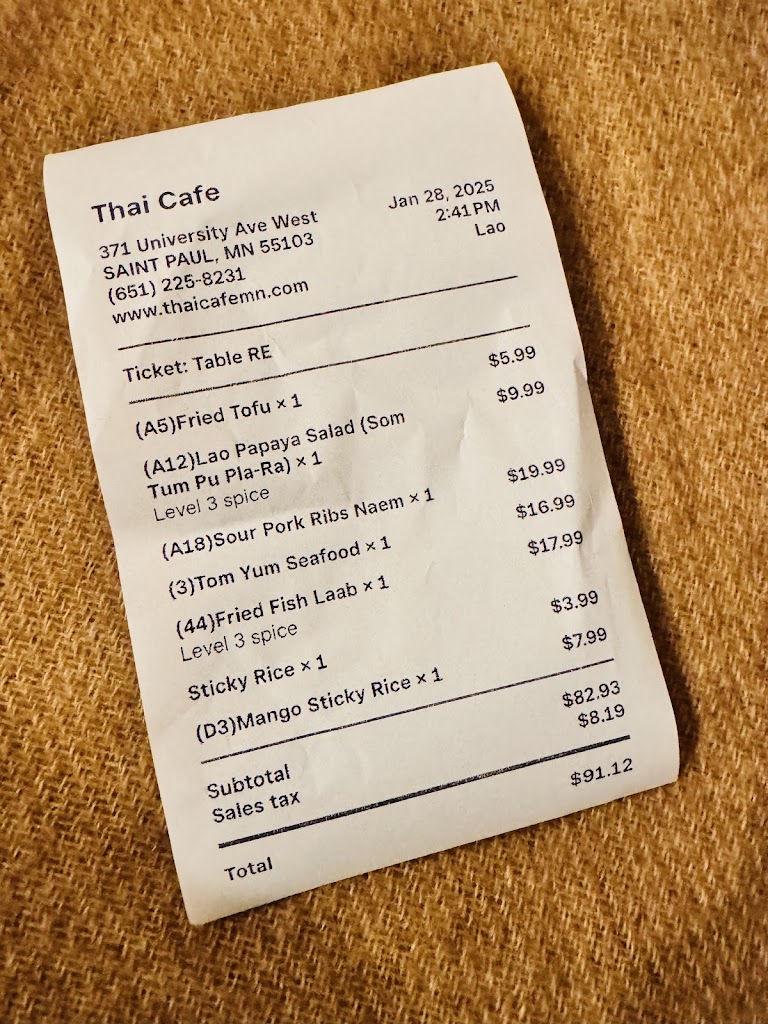 Thai Cafe
371 University Ave West
SAINT PAUL, MN 55103
(651) 225-8231
www.thaicafemn.com
Jan 28, 2025
2:41 PM
Lao
Ticket: Table RE
(A5)Fried Tofu × 1 $5.99
(A12)Lao Papaya Salad (Som $9.99
Tum Pu Pla-Ra) × 1
Level 3 spice
(A18)Sour Pork Ribs Naem × 1 $19.99
(3)Tom Yum Seafood × 1 $16.99
(44)Fried Fish Laab × 1 $17.99
Level 3 spice
Sticky Rice × 1 $3.99
(D3)Mango Sticky Rice × 1 $7.99
Subtotal $82.93
Sales tax $8.19
Total $91.12